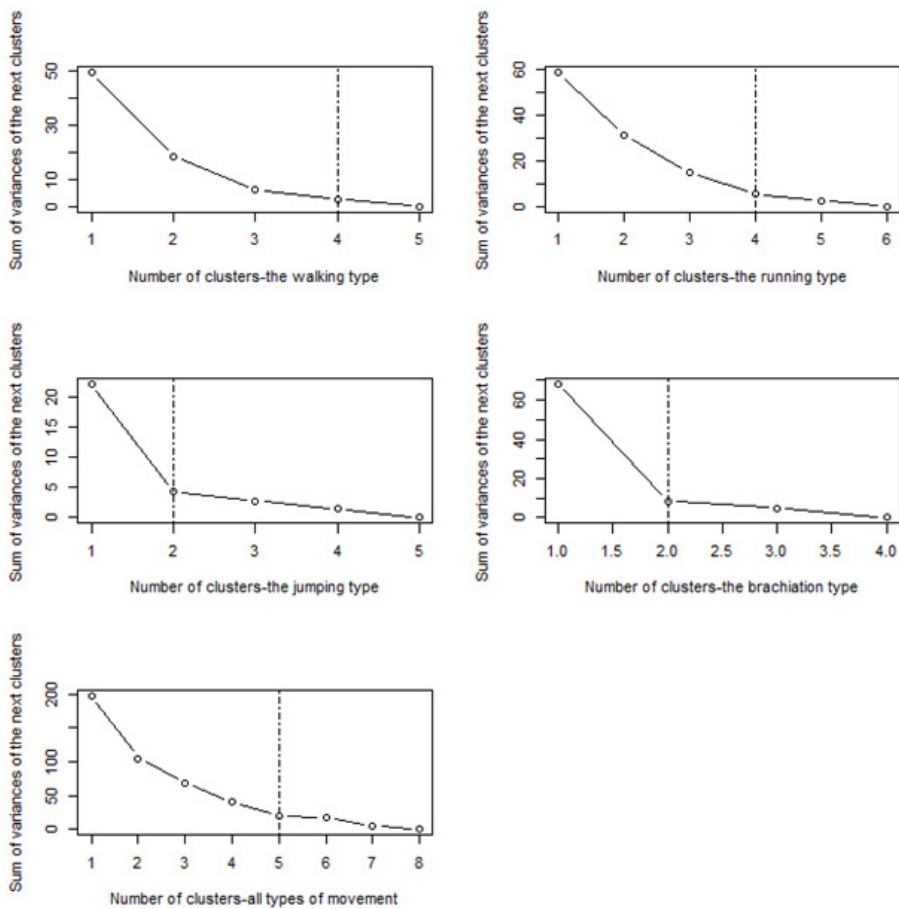 Sum of variances of the next clusters
50
30
10
0
1 2 3 4 5
Number of clusters-the walking type
Sum of variances of the next clusters
60
40
20
0
1 2 3 4 5 6
Number of clusters-the running type
Sum of variances of the next clusters
20
15
10
5
0
1 2 3 4 5
Number of clusters-the jumping type
Sum of variances of the next clusters
60
40
20
0
1.0 1.5 2.0 2.5 3.0 3.5 4.0
Number of clusters-the brachiation type
Sum of variances of the next clusters
200
100
50
0
1 2 3 4 5 6 7 8
Number of clusters-all types of movement